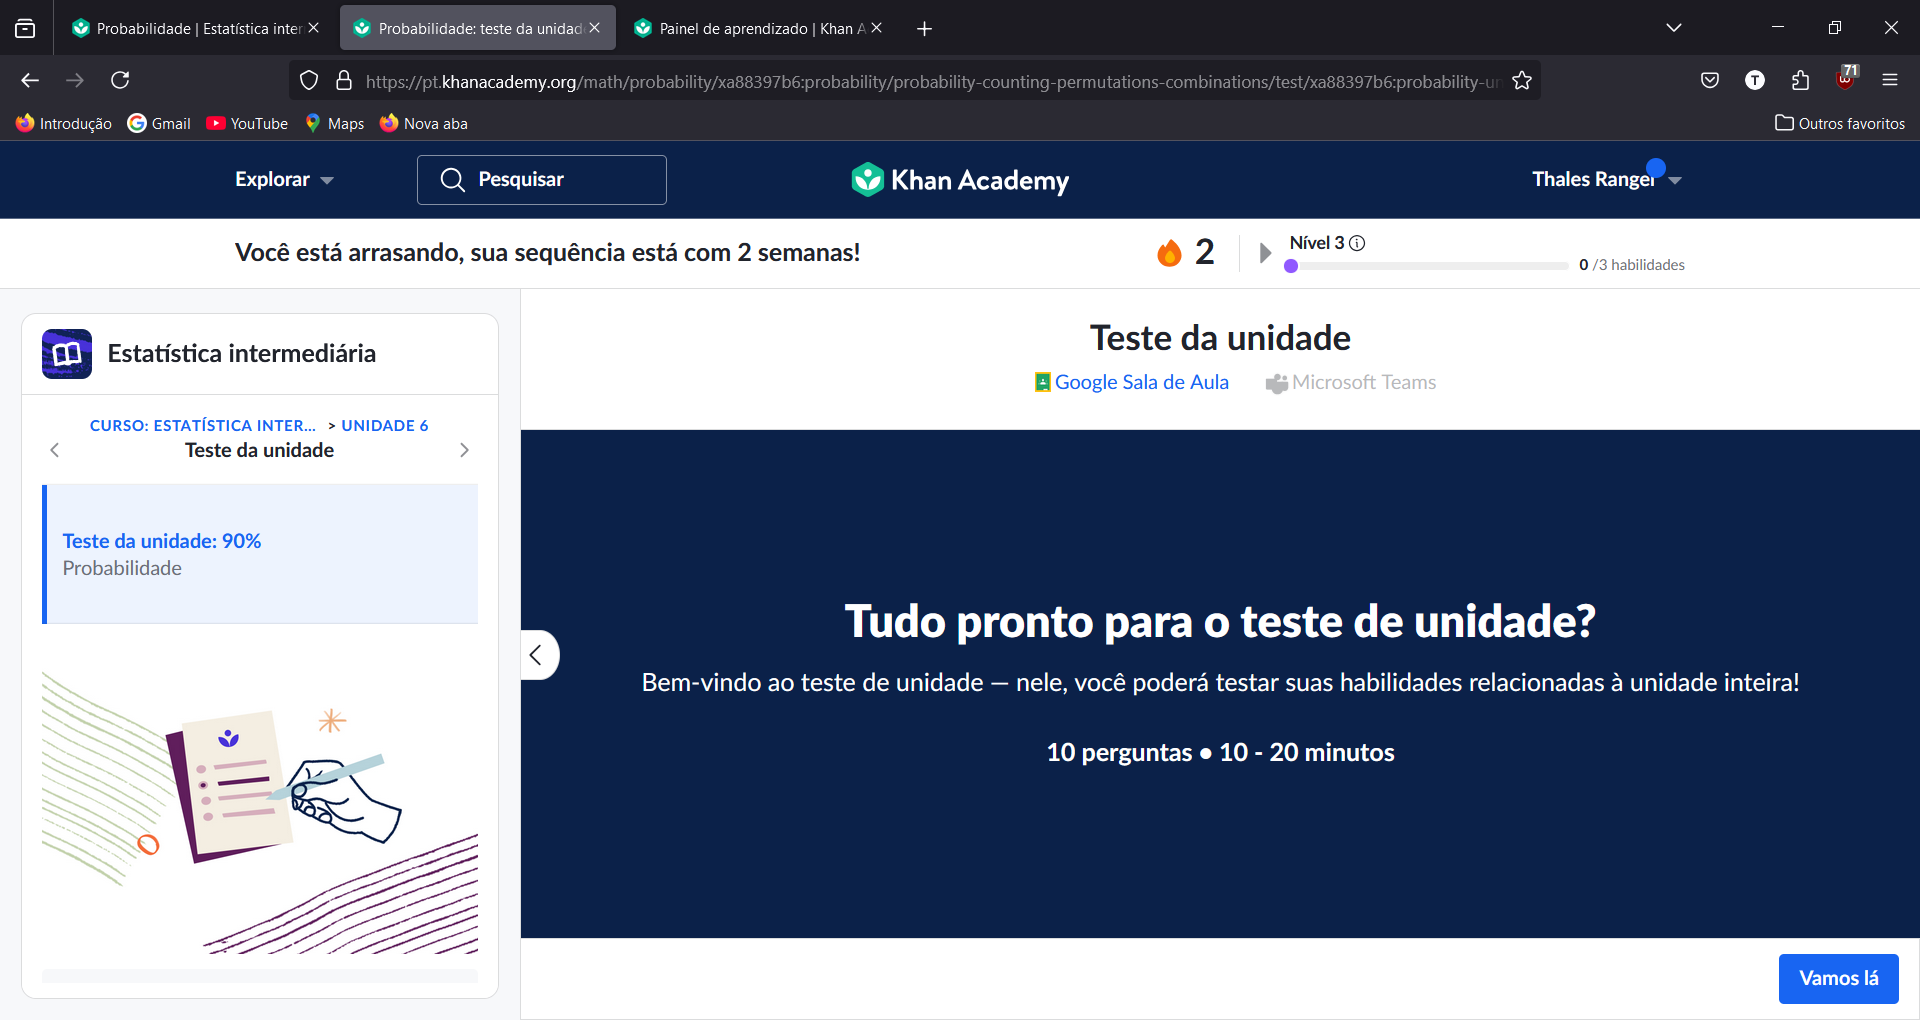 Probabilidade | Estatística inter
Probabilidade: teste da unidad
Painel de aprendizado | Khan A
https://pt.khanacademy.org/math/probability/xa88397b6:probability/probability-counting-permutations-combinations/test/xa88397b6:probability-un
T
71
Introdução
Gmail
YouTube
Maps
Nova aba
Outros favoritos
Explorar
Pesquisar
Khan Academy
Thales Rangel
Você está arrasando, sua sequência está com 2 semanas!
2
Nível 3
0 /3 habilidades
Estatística intermediária
CURSO: ESTATÍSTICA INTER... > UNIDADE 6
Teste da unidade
Teste da unidade: 90%
Probabilidade
Teste da unidade
Google Sala de Aula
Microsoft Teams
Tudo pronto para o teste de unidade?
Bem-vindo ao teste de unidade — nele, você poderá testar suas habilidades relacionadas à unidade inteira!
10 perguntas • 10 - 20 minutos
Vamos lá